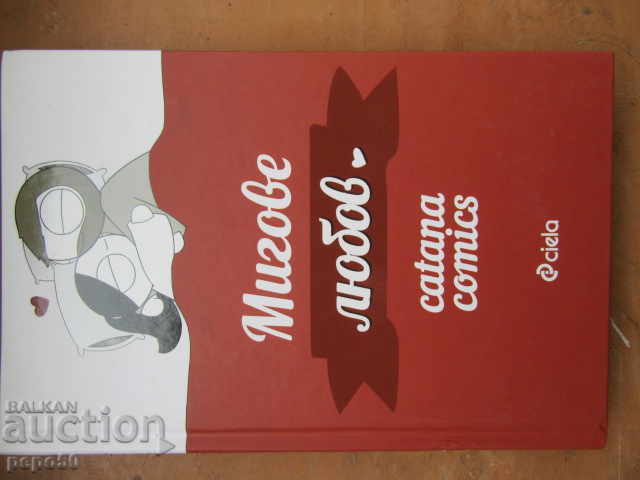 Мигове
любов
catana
comics
ciela
BALKAN
auction
pepo50